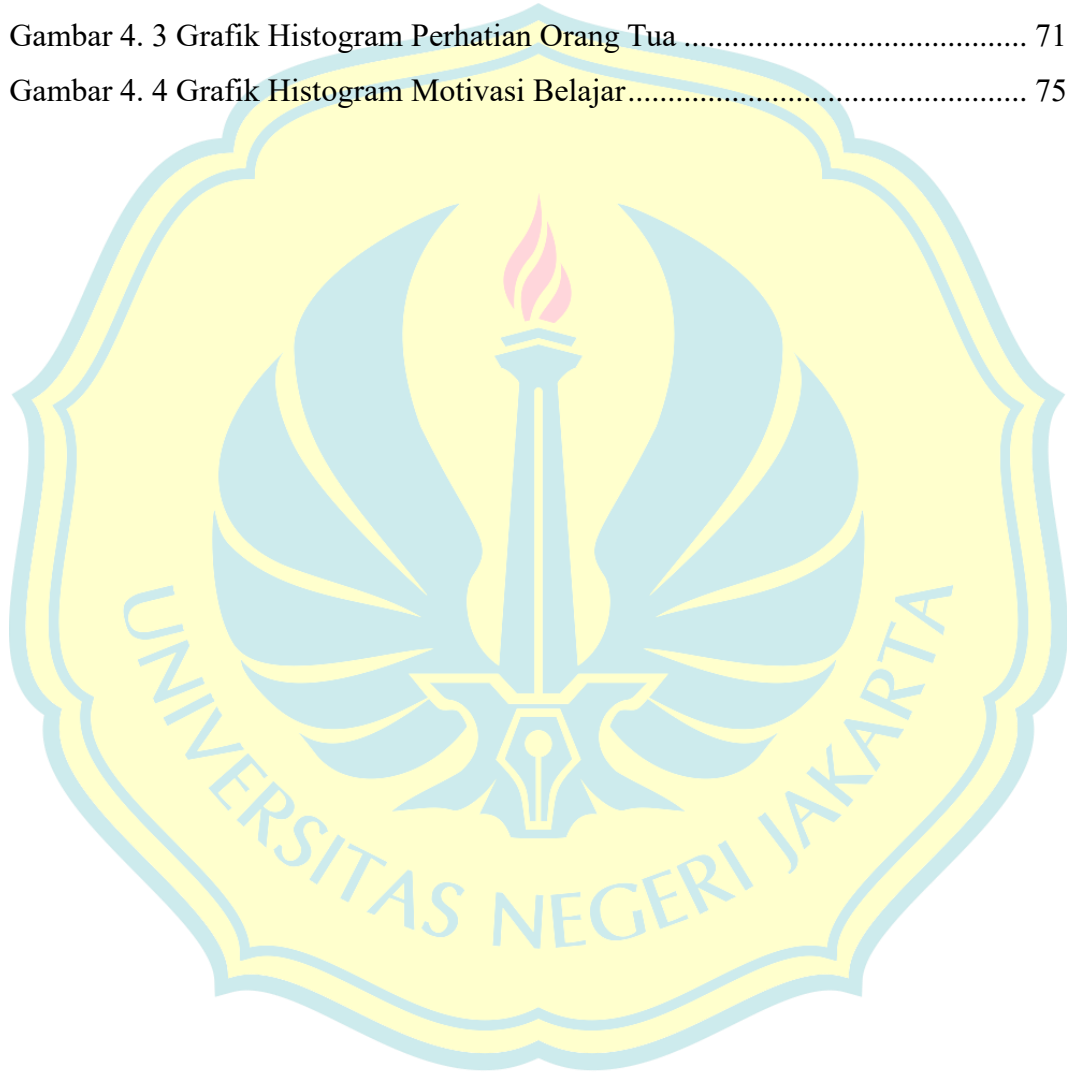 Gambar 4. 3 Grafik Histogram Perhatian Orang Tua ..................................... 71
Gambar 4. 4 Grafik Histogram Motivasi Belajar........................................... 75
UNIVERSITAS NEGERI JAKARTA